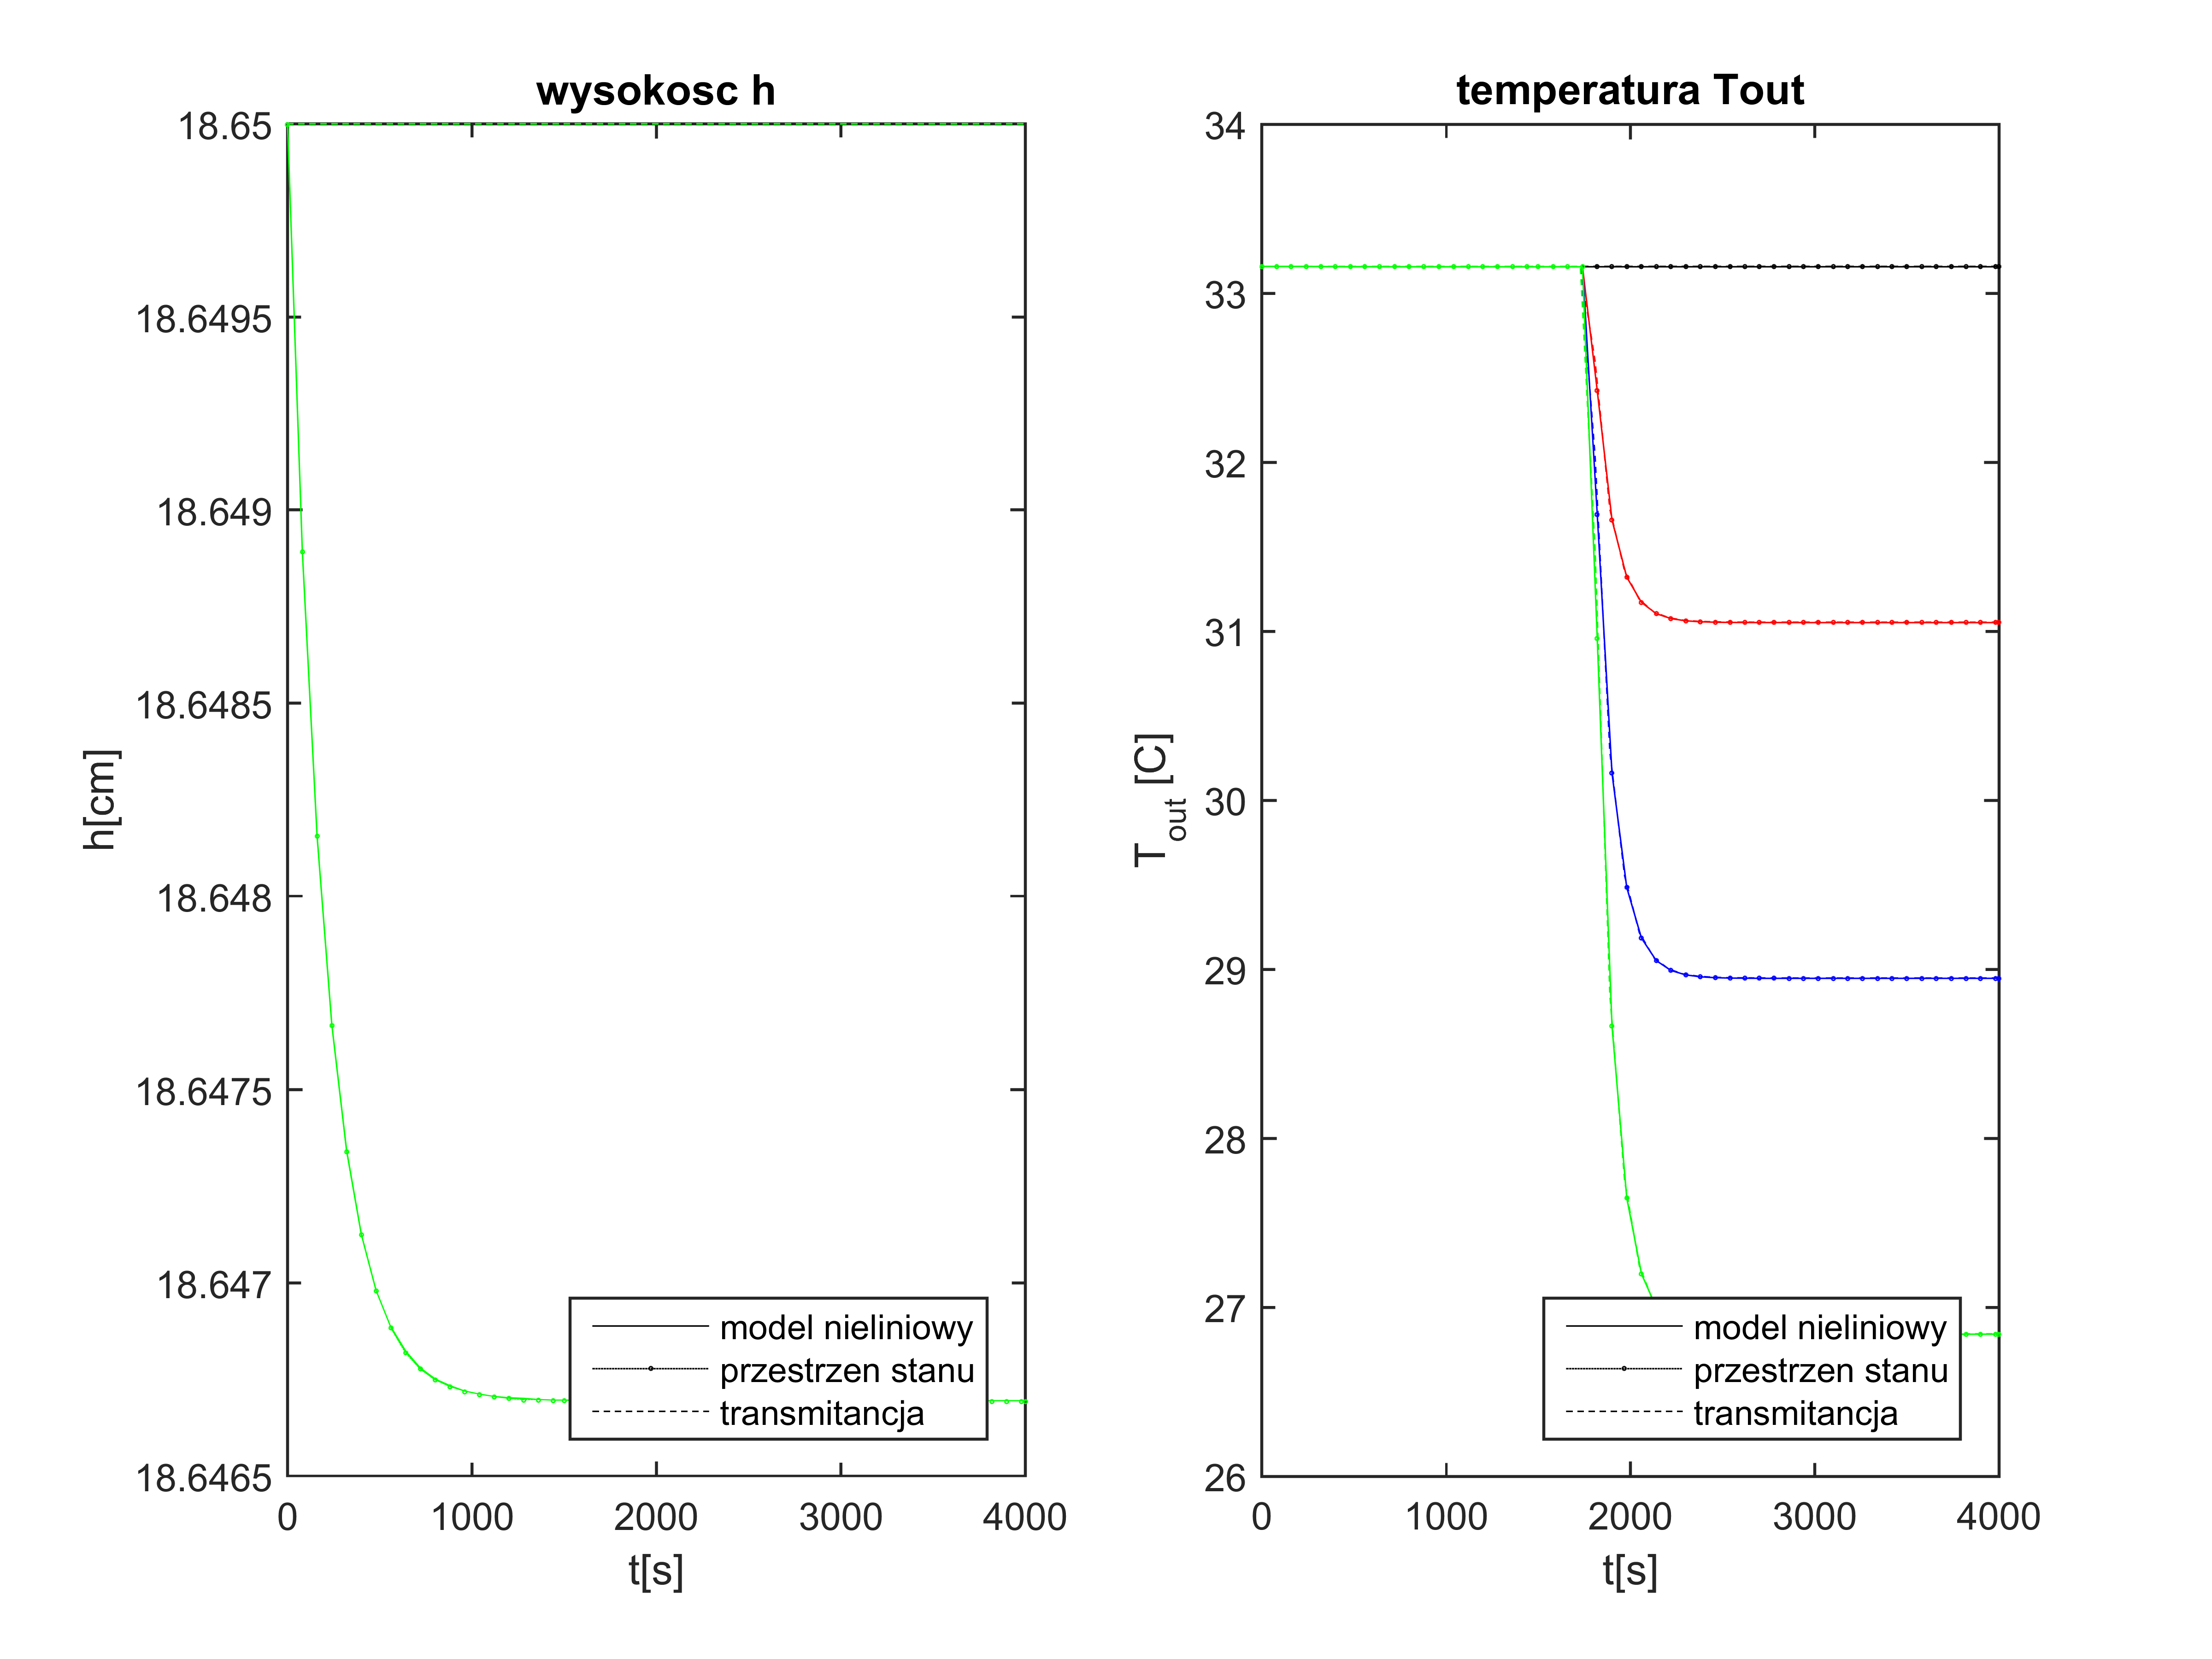 wysokosc h
18.65
18.6495
18.649
18.6485
18.648
18.6475
18.647
18.6465
0
1000
2000
3000
4000
h[cm]
t[s]
model nieliniowy
przestrzen stanu
transmitancja
temperatura Tout
34
33
32
31
30
29
28
27
26
0
1000
2000
3000
4000
T_out [C]
t[s]
model nieliniowy
przestrzen stanu
transmitancja